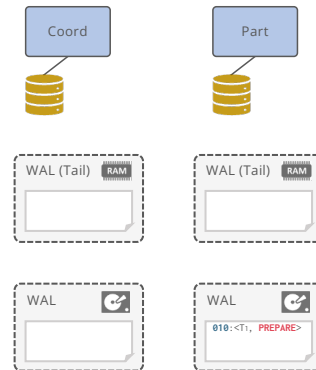 Coord
Part
WAL (Tail)
RAM
WAL (Tail)
RAM
WAL
WAL
010:<T₁, PREPARE>